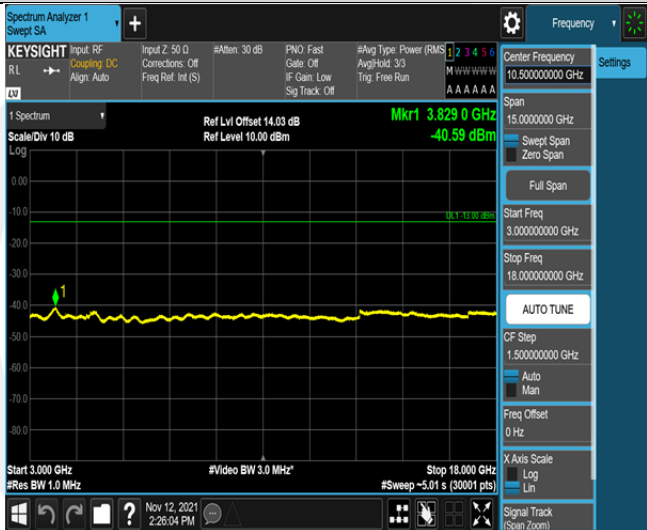 Spectrum Analyzer 1
Swept SA
+
Frequency
KEYSIGHT
RL
LXI
Input: RF
Coupling: DC
Align: Auto
Input Z: 50 Ω
Corrections: Off
Freq Ref: Int (S)
#Atten: 30 dB
PNO: Fast
Gate: Off
IF Gain: Low
Sig Track: Off
#Avg Type: Power (RMS
Avg|Hold: 3/3
Trig: Free Run
1 2 3 4 5 6
M W W W W W
A A A A A A
1 Spectrum
Scale/Div 10 dB
Log
Ref Lvl Offset 14.03 dB
Ref Level 10.00 dBm
Mkr1 3.829 0 GHz
-40.59 dBm
0.00
-10.0
DL1 -13.00 dBm
-20.0
-30.0
1
-40.0
-50.0
-60.0
-70.0
-80.0
Start 3.000 GHz
#Res BW 1.0 MHz
#Video BW 3.0 MHz*
Stop 18.000 GHz
#Sweep ~5.01 s (30001 pts)
?
Nov 12, 2021
2:26:04 PM
Center Frequency
10.500000000 GHz
Settings
Span
15.0000000 GHz
Swept Span
Zero Span
Full Span
Start Freq
3.000000000 GHz
Stop Freq
18.000000000 GHz
AUTO TUNE
CF Step
1.500000000 GHz
Auto
Man
Freq Offset
0 Hz
X Axis Scale
Log
Lin
Signal Track
(Span Zoom)